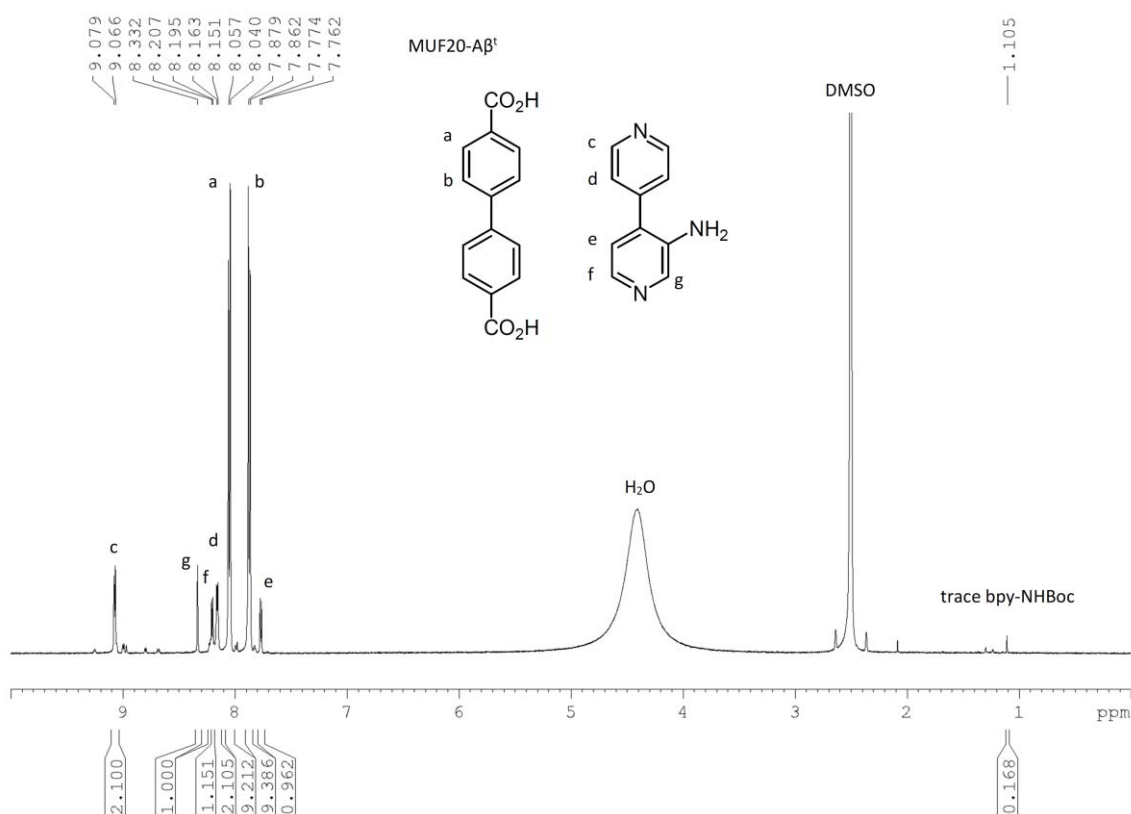 9.079
9.066
8.332
8.207
8.195
8.163
8.151
8.057
8.040
7.879
7.862
7.774
7.762
1.105
MUF20-Aβᵗ
DMSO
CO₂H
a
b
CO₂H
N
c
d
e
f
N
g
NH₂
a
b
c
g
f
d
e
H₂O
trace bpy-NHBoc
9 8 7 6 5 4 3 2 1 ppm
2.100
1.000
1.151
2.105
9.212
9.386
0.962
0.168